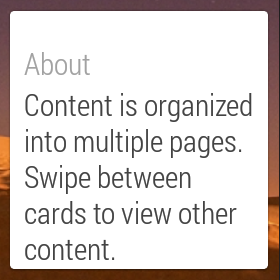 About
Content is organized
into multiple pages.
Swipe between
cards to view other
content.